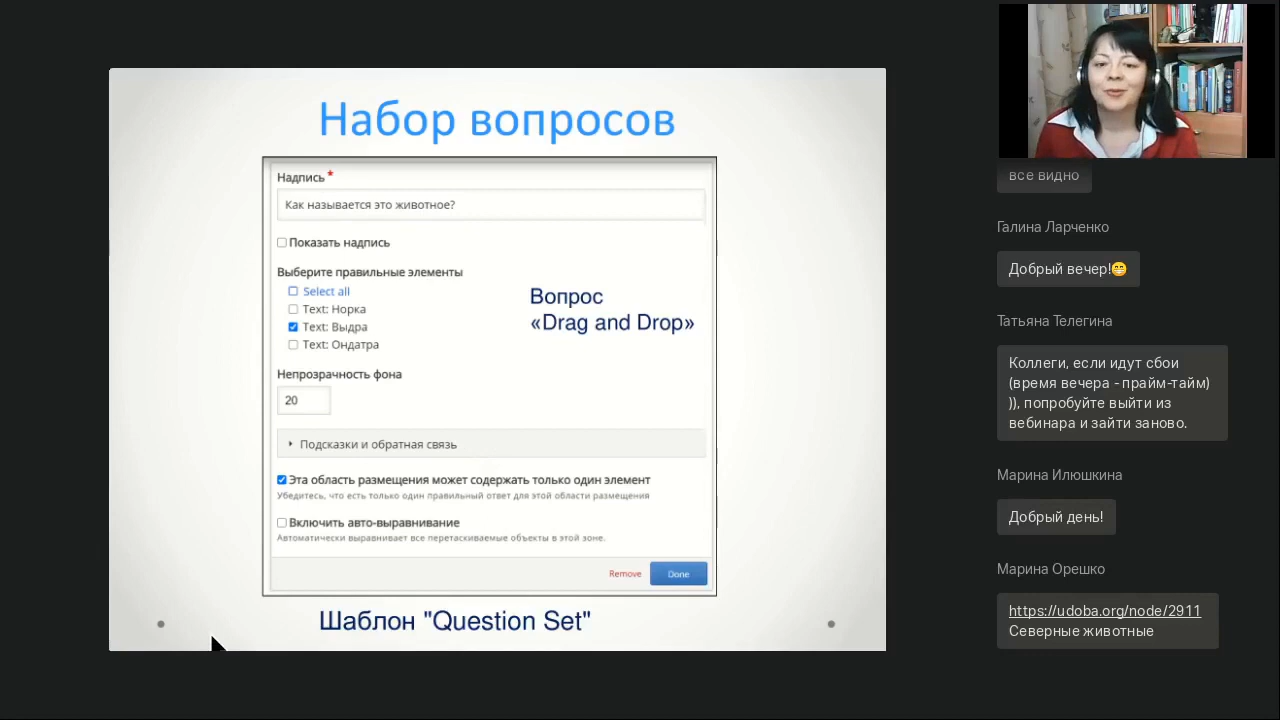 Набор вопросов
Надпись *
Как называется это животное?
Показать надпись
Выберите правильные элементы
Select all
Text: Норка
Text: Выдра
Text: Ондатра
Вопрос
«Drag and Drop»
Непрозрачность фона
20
Подсказки и обратная связь
Эта область размещения может содержать только один элемент
Убедитесь, что есть только один правильный ответ для этой области размещения
Включить авто-выравнивание
Автоматически выравнивает все перетаскиваемые объекты в этой зоне.
Remove
Done
Шаблон "Question Set"
все видно
Галина Ларченко
Добрый вечер!😁
Татьяна Телегина
Коллеги, если идут сбои
(время вечера - прайм-тайм)
)), попробуйте выйти из
вебинара и зайти заново.
Марина Илюшкина
Добрый день!
Марина Орешко
https://udoba.org/node/2911
Северные животные